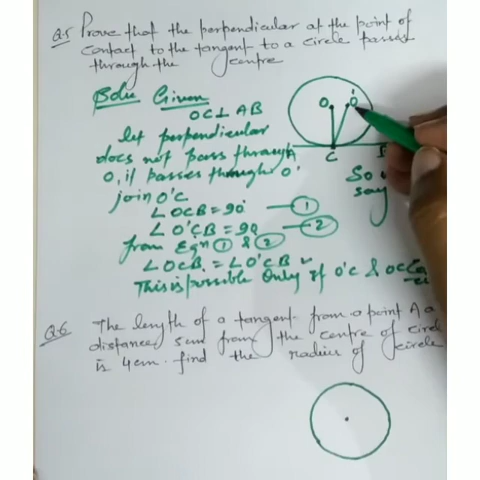 Q.5 Prove that the perpendicular at the point of
contact to the tangent to a circle passes
through the centre
Solu Given
OC⊥AB
let perpendicular
does not pass through
O, it passes through O'
join O'C
∠OCB = 90° — 1
∠O'CB = 90 — 2
from Eqn 1 & 2
∠OCB = ∠O'CB
This is possible Only if O'C & OC
O O'
C
So
say
Q.6 The length of a tangent from a point A a
distance 5cm from the centre of circl
is 4cm. find the radius of circle